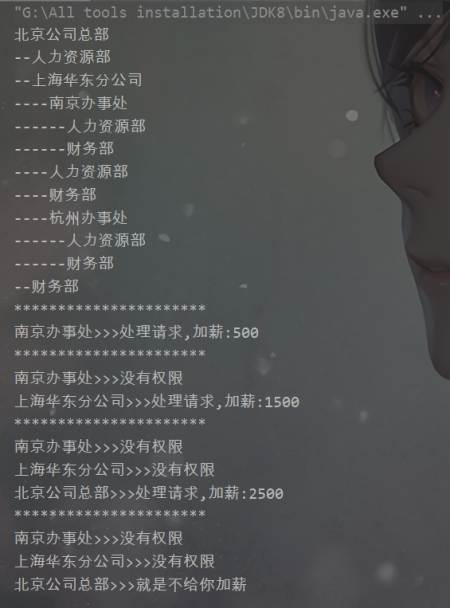 "G:\All tools installation\JDK8\bin\java.exe" ...
北京公司总部
--人力资源部
--上海华东分公司
----南京办事处
------人力资源部
------财务部
----人力资源部
----财务部
----杭州办事处
------人力资源部
------财务部
--财务部
**********************
南京办事处>>>处理请求,加薪:500
**********************
南京办事处>>>没有权限
上海华东分公司>>>处理请求,加薪:1500
**********************
南京办事处>>>没有权限
上海华东分公司>>>没有权限
北京公司总部>>>处理请求,加薪:2500
**********************
南京办事处>>>没有权限
上海华东分公司>>>没有权限
北京公司总部>>>就是不给你加薪